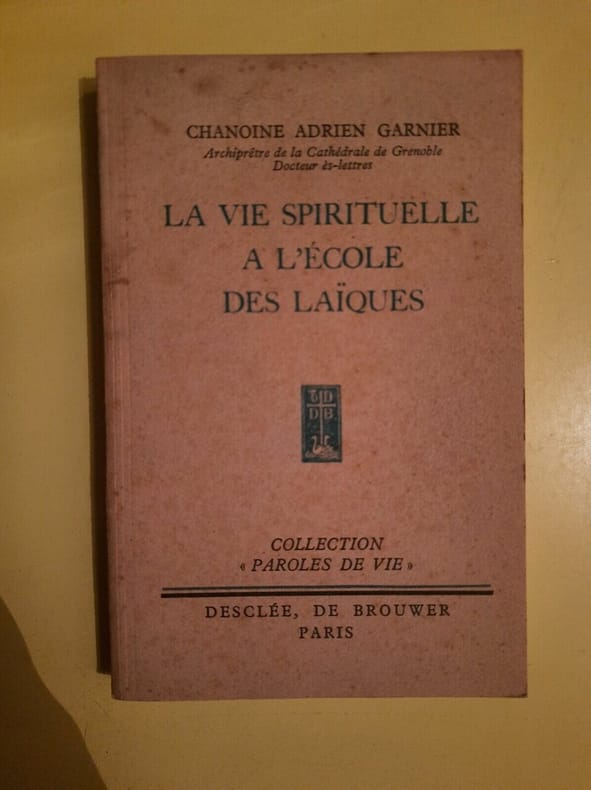 CHANOINE ADRIEN GARNIER
Archiprêtre de la Cathédrale de Grenoble
Docteur ès-lettres
LA VIE SPIRITUELLE
A L'ÉCOLE
DES LAÏQUES
DDB
COLLECTION
« PAROLES DE VIE »
DESCLÉE, DE BROUWER
PARIS